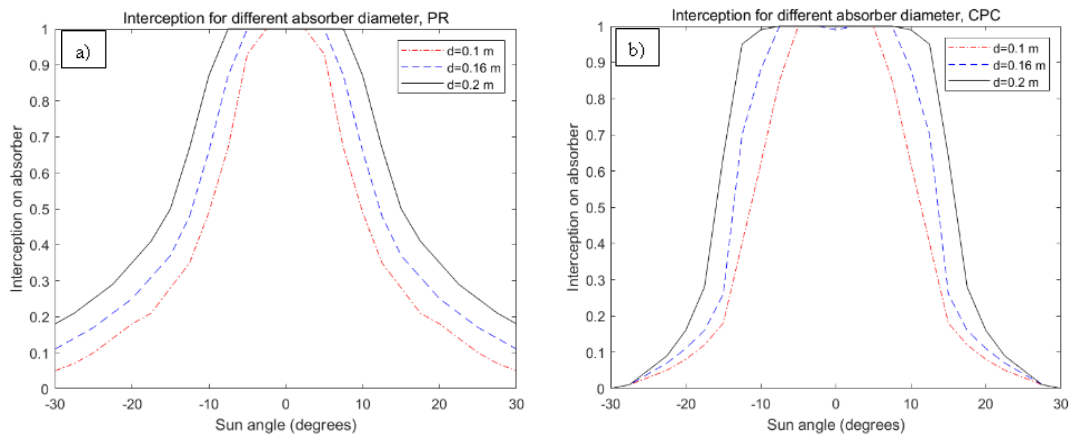 Interception for different absorber diameter, PR
a)
d=0.1 m
d=0.16 m
d=0.2 m
1
0.9
0.8
0.7
0.6
0.5
0.4
0.3
0.2
0.1
0
Interception on absorber
-30
-20
-10
0
10
20
30
Sun angle (degrees)
Interception for different absorber diameter, CPC
b)
d=0.1 m
d=0.16 m
d=0.2 m
1
0.9
0.8
0.7
0.6
0.5
0.4
0.3
0.2
0.1
0
Interception on absorber
-30
-20
-10
0
10
20
30
Sun angle (degrees)